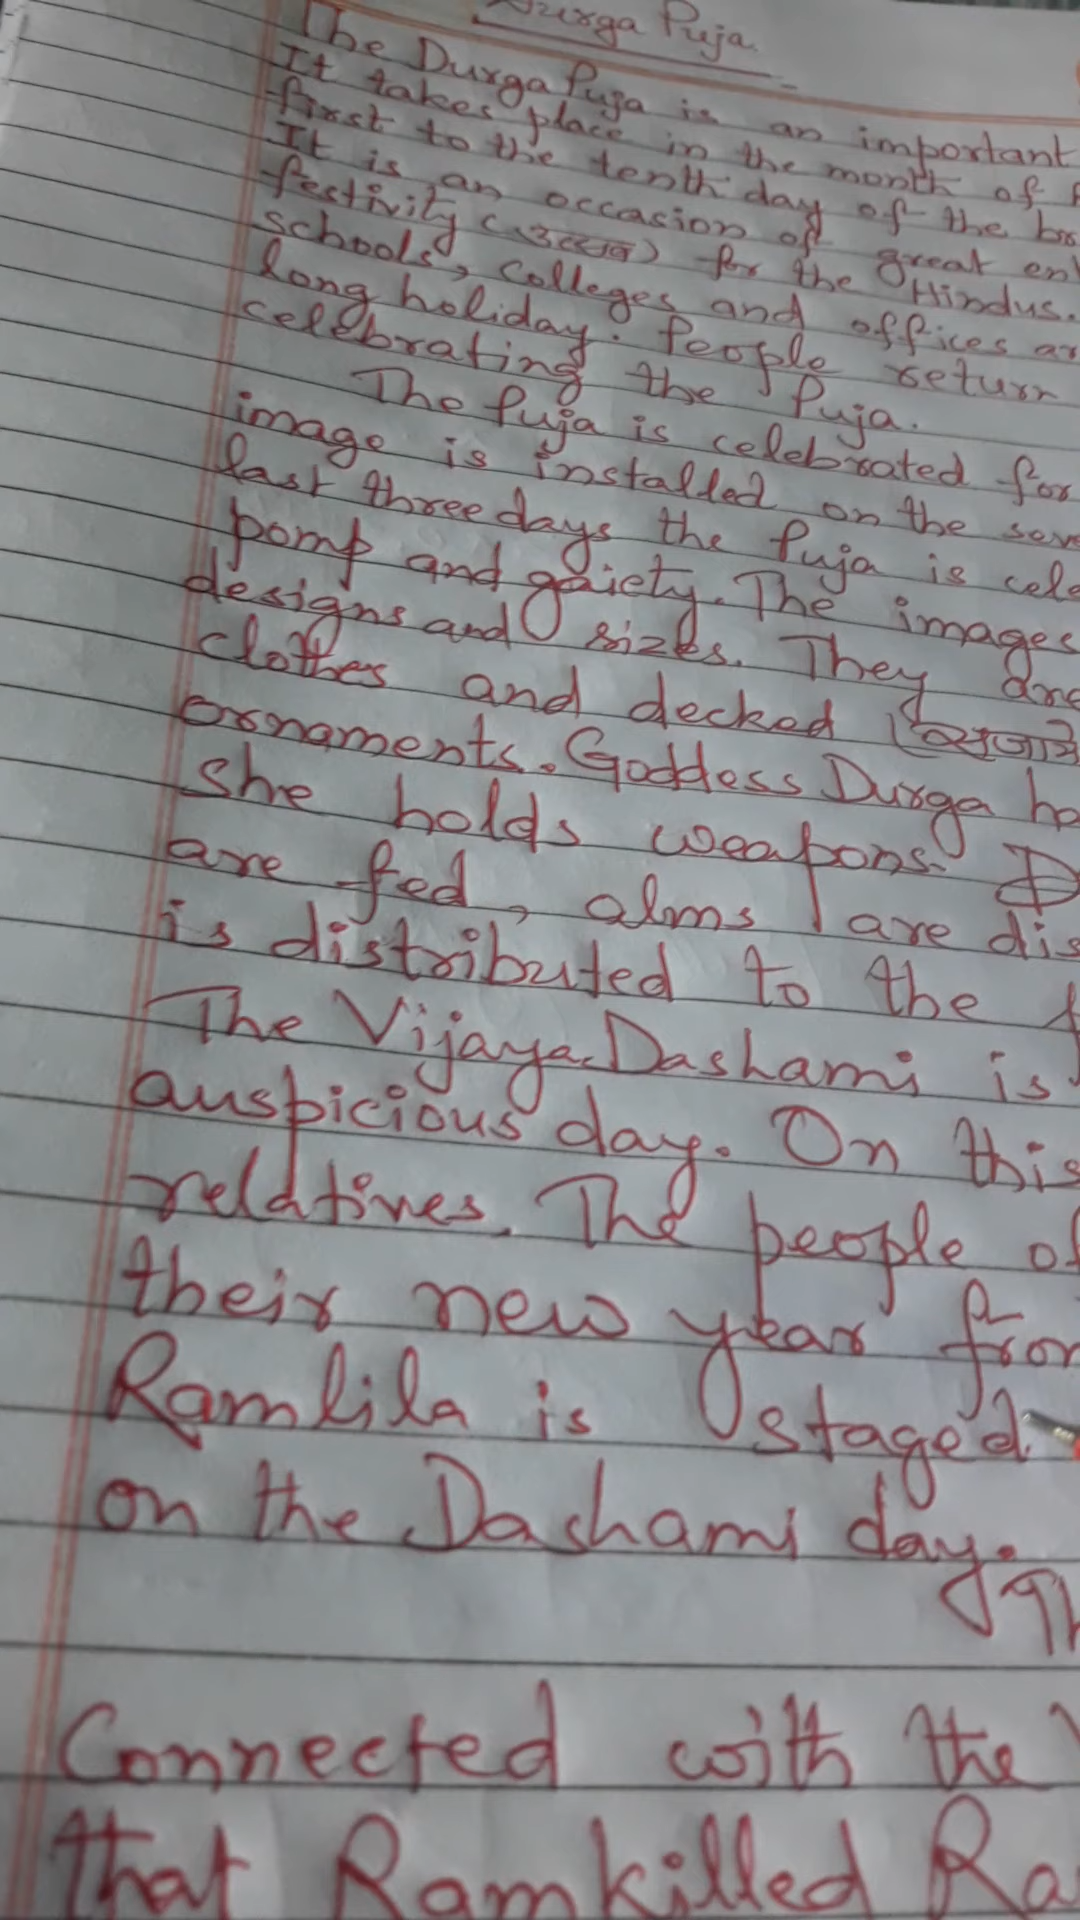 Durga Puja
The Durga Puja is an important
It takes place in the month of
first to the tenth day of the
It is an occasion of great
festivity (उत्सव) for the Hindus.
schools, colleges and offices
long holiday. People return
celebrating the Puja.
The Puja is celebrated for
image is installed on the
last three days the Puja is
pomp and gaiety. The images
designs and sizes. They are
clothes and decked
ornaments. Goddess Durga
she holds weapons.
are fed, alms are
is distributed to the
The Vijaya Dashami is
auspicious day. On this
relatives. The people of
their new year
Ramlila is staged
on the Dashami day.
Connected with the
that Ram killed